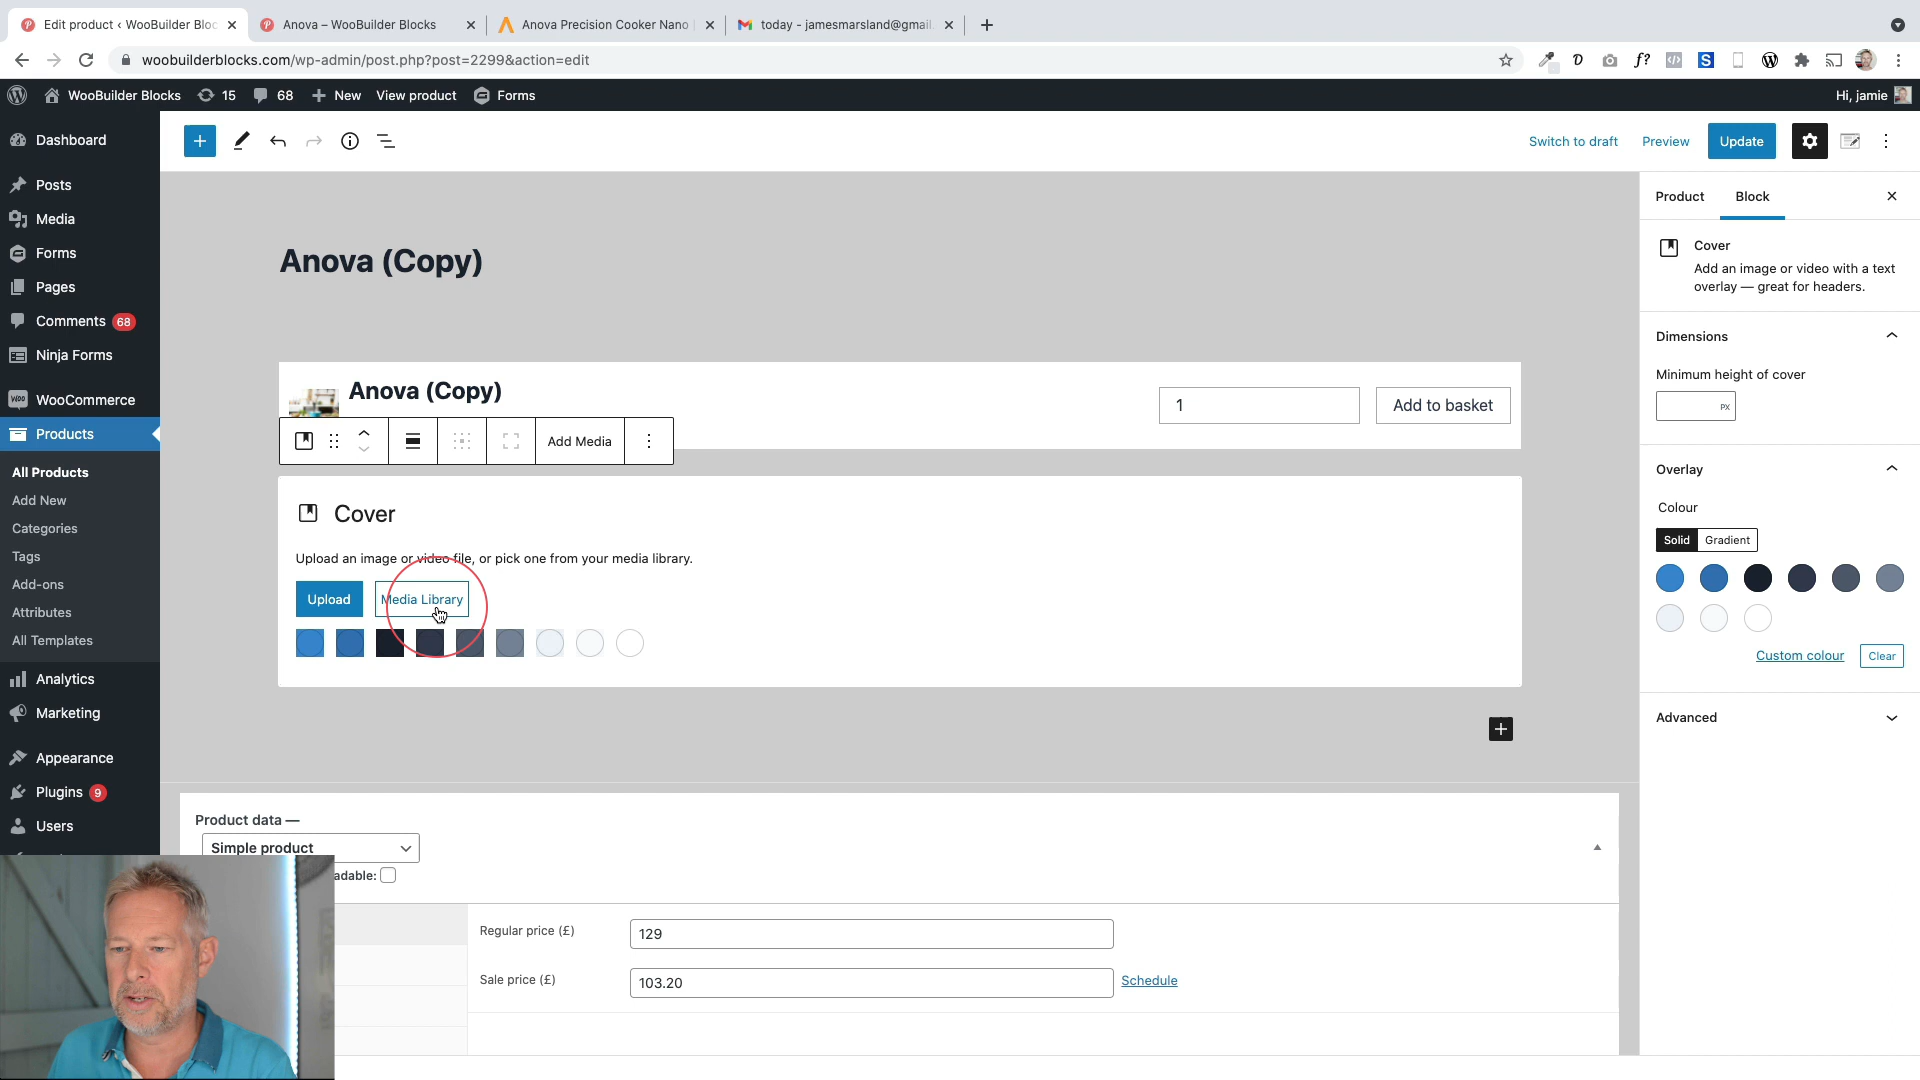 Edit product ‹ WooBuilder Bloc
Anova – WooBuilder Blocks
Anova Precision Cooker Nano
today - jamesmarsland@gmail.
woobuilderblocks.com/wp-admin/post.php?post=2299&action=edit
WooBuilder Blocks
15
68
New
View product
Forms
Hi, jamie
Dashboard
Posts
Media
Forms
Pages
Comments 68
Ninja Forms
WooCommerce
Products
All Products
Add New
Categories
Tags
Add-ons
Attributes
All Templates
Analytics
Marketing
Appearance
Plugins 9
Users
Switch to draft
Preview
Update
Anova (Copy)
Anova (Copy)
1
Add to basket
Add Media
Cover
Upload an image or video file, or pick one from your media library.
Upload
Media Library
Product data —
Simple product
adable:
Regular price (£)
129
Sale price (£)
103.20
Schedule
Product
Block
Cover
Add an image or video with a text
overlay — great for headers.
Dimensions
Minimum height of cover
PX
Overlay
Colour
Solid
Gradient
Custom colour
Clear
Advanced